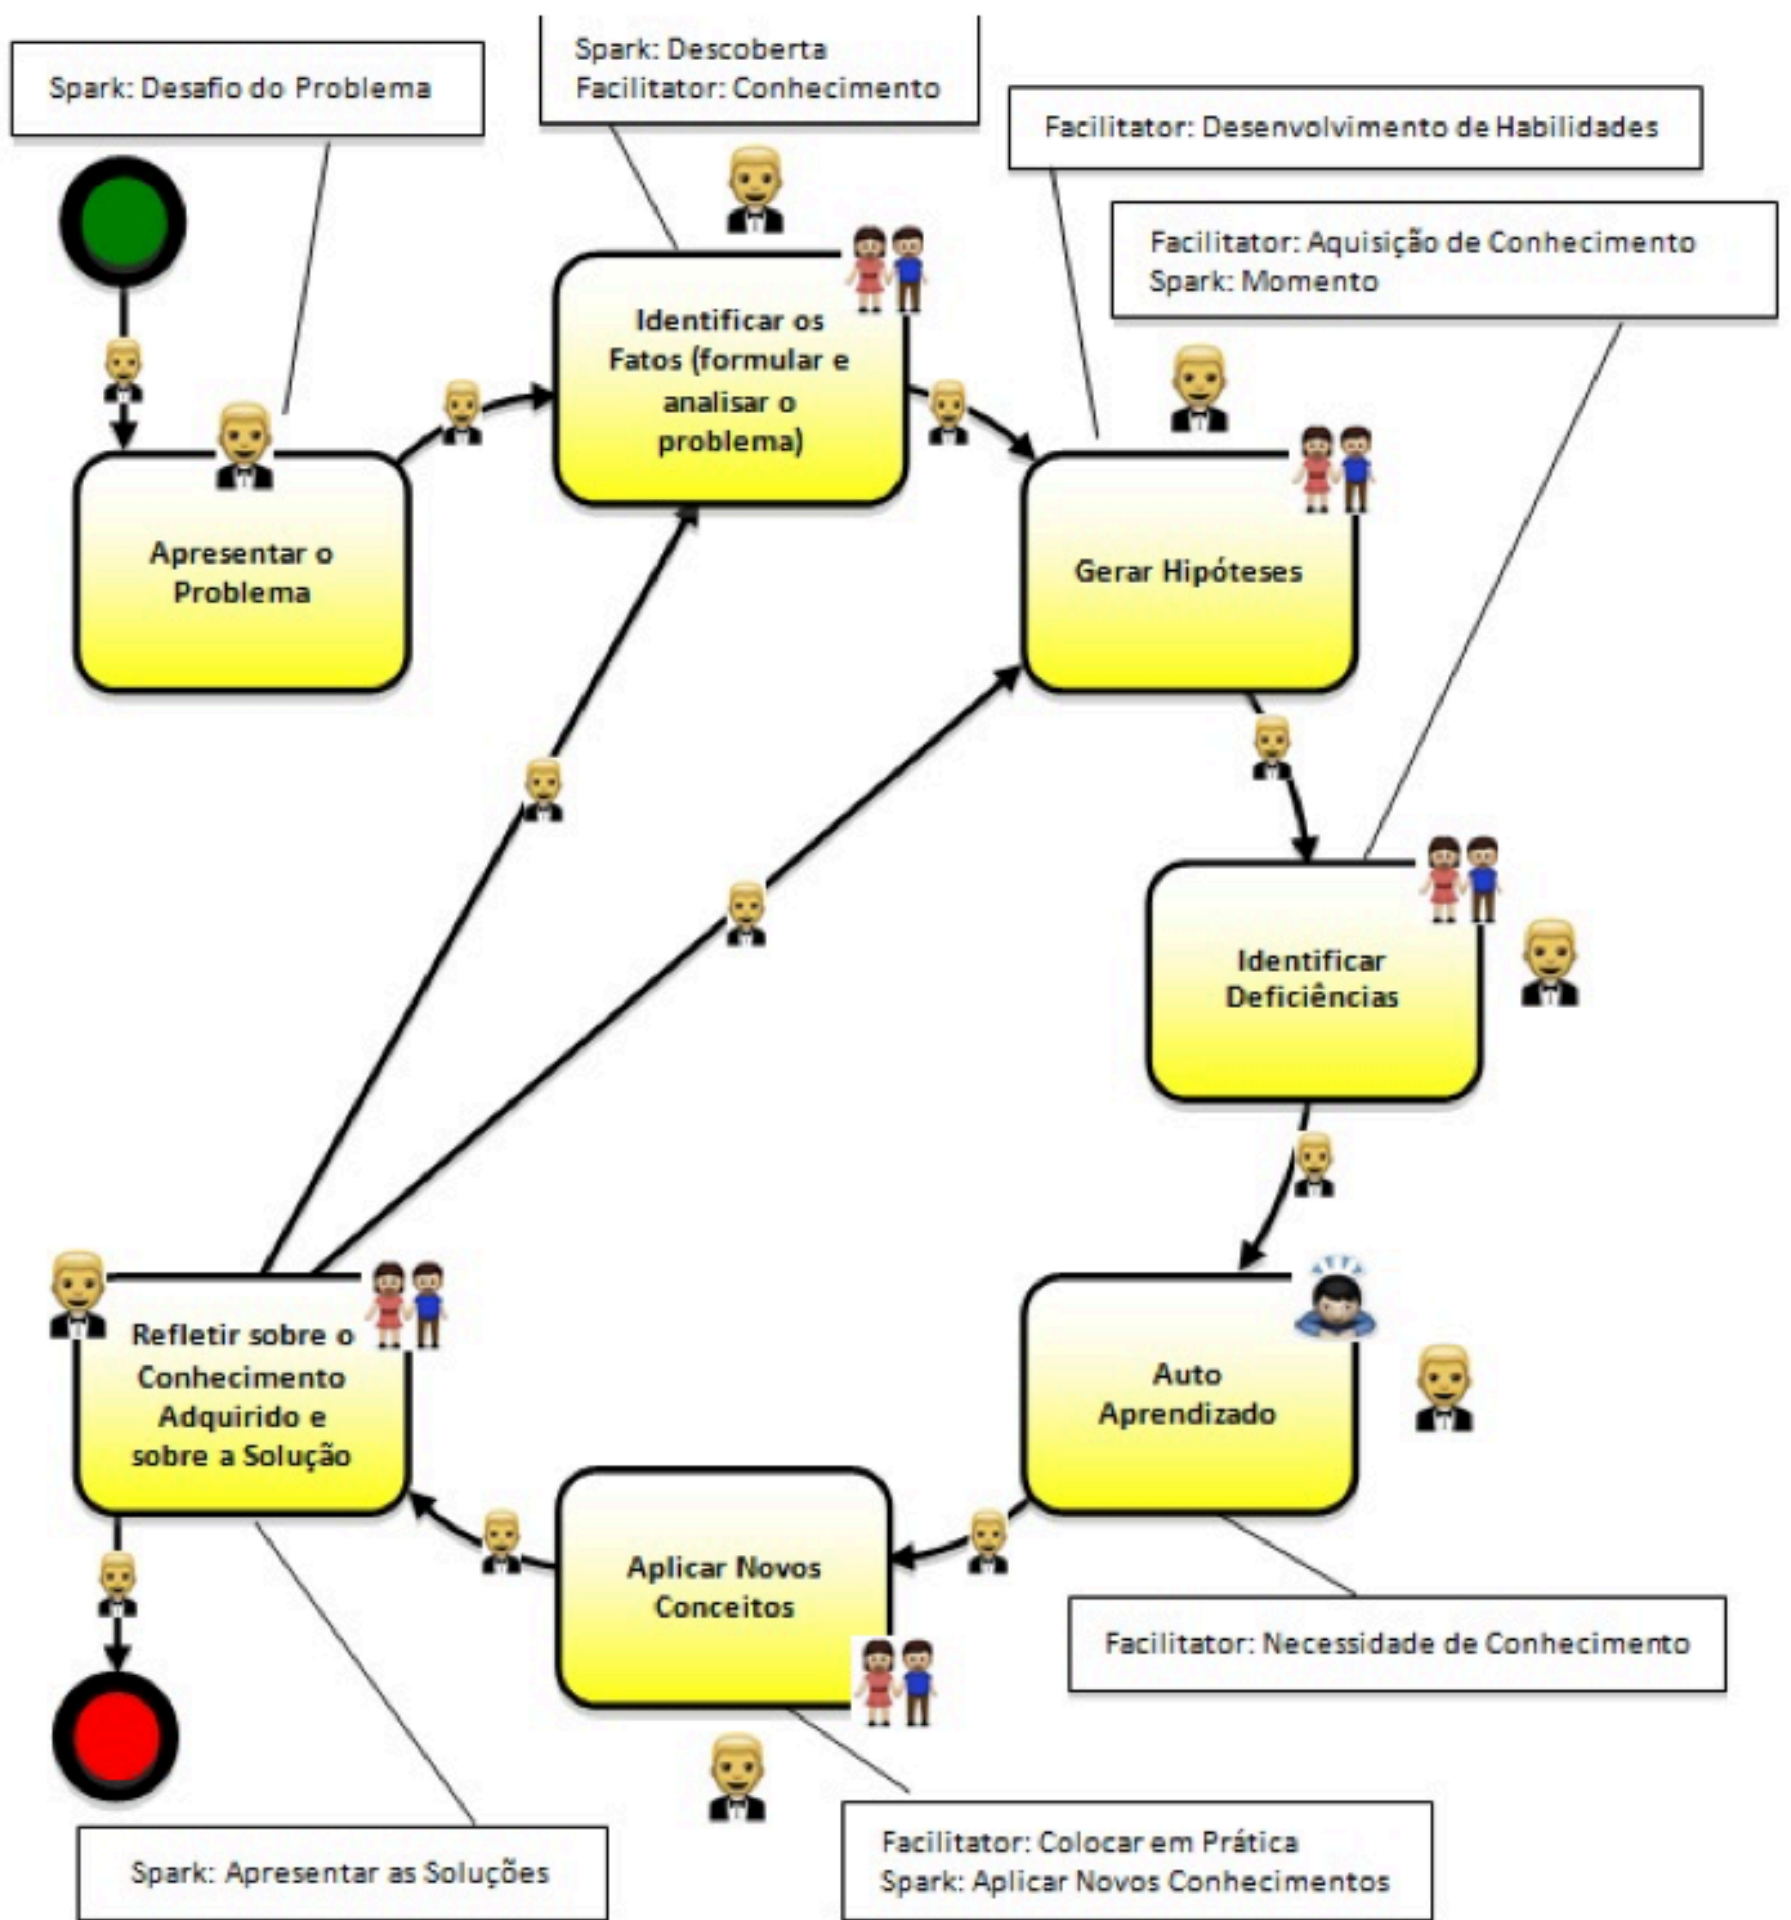 Spark: Desafio do Problema
Spark: Descoberta
Facilitator: Conhecimento
Facilitator: Desenvolvimento de Habilidades
Facilitator: Aquisição de Conhecimento
Spark: Momento
Identificar os
Fatos (formular e
analisar o
problema)
Apresentar o
Problema
Gerar Hipóteses
Identificar
Deficiências
Auto
Aprendizado
Refletir sobre o
Conhecimento
Adquirido e
sobre a Solução
Aplicar Novos
Conceitos
Facilitator: Necessidade de Conhecimento
Spark: Apresentar as Soluções
Facilitator: Colocar em Prática
Spark: Aplicar Novos Conhecimentos